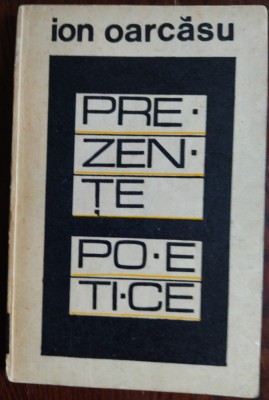 ion oarcăsu
PRE·
ZEN·
ȚE
PO·E
TI·CE